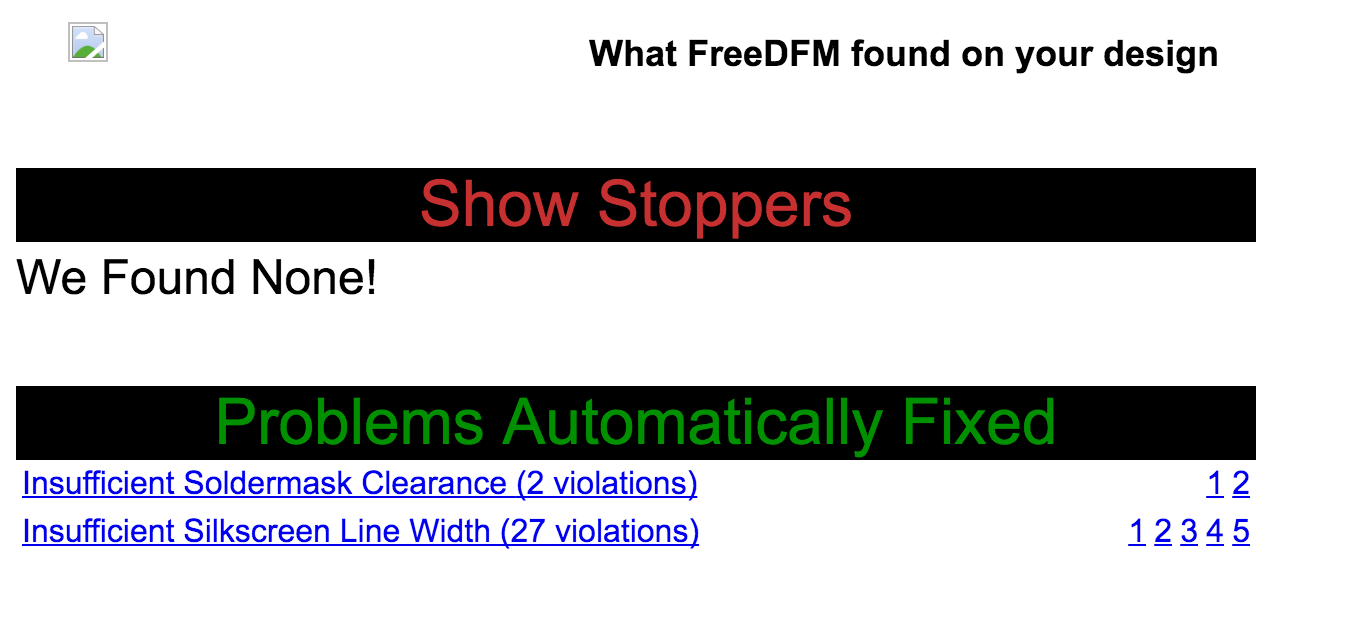 What FreeDFM found on your design
Show Stoppers
We Found None!
Problems Automatically Fixed
Insufficient Soldermask Clearance (2 violations) 1 2
Insufficient Silkscreen Line Width (27 violations) 1 2 3 4 5